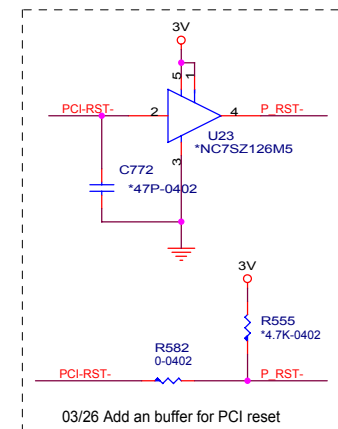 3V
5
1
PCI-RST-
2
4
P_RST-
U23
*NC7SZ126M5
3
C772
*47P-0402
3V
R555
*4.7K-0402
R582
0-0402
PCI-RST-
P_RST-
03/26 Add an buffer for PCI reset